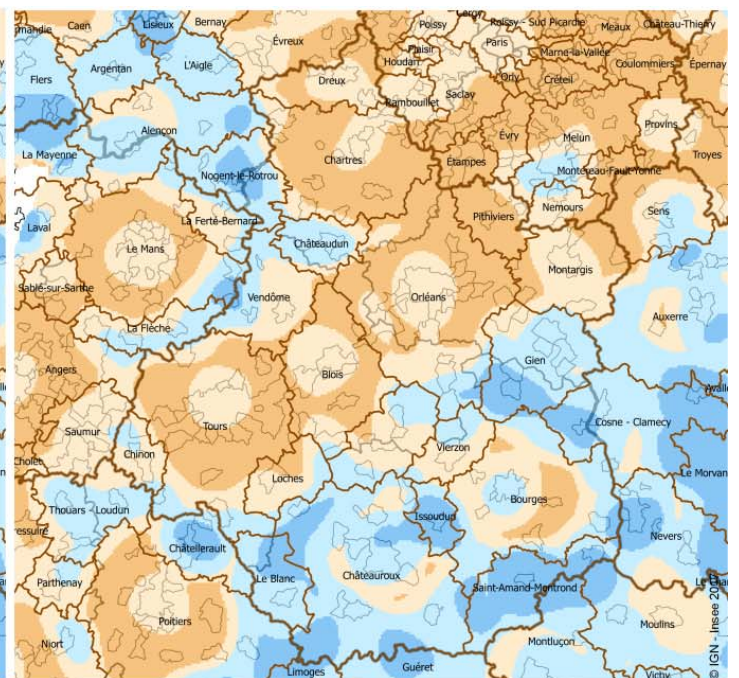 Caen
Lisieux
Bernay
Évreux
Poissy
Roissy - Sud Picardie
Meaux
Château-Thierry
Plaisir
Paris
Marne-la-Vallée
Houdan
Coulommiers
Épernay
Flers
Argentan
L'Aigle
Dreux
Orly
Créteil
Rambouillet
Saclay
Alençon
Évry
Melun
Provins
La Mayenne
Chartres
Étampes
Montereau-Fault-Yonne
Troyes
Nogent-le-Rotrou
Nemours
Laval
La Ferté-Bernard
Pithiviers
Sens
Le Mans
Châteaudun
Sablé-sur-Sarthe
Vendôme
Orléans
Montargis
La Flèche
Auxerre
Angers
Blois
Gien
Tours
Saumur
Cosne - Clamecy
Cholet
Chinon
Vierzon
Loches
Le Morvan
Thouars - Loudun
Bourges
Issoudun
Châtellerault
Nevers
Le Blanc
Châteauroux
Parthenay
Saint-Amand-Montrond
Poitiers
Moulins
Niort
Montluçon
Limoges
Guéret
Vichy